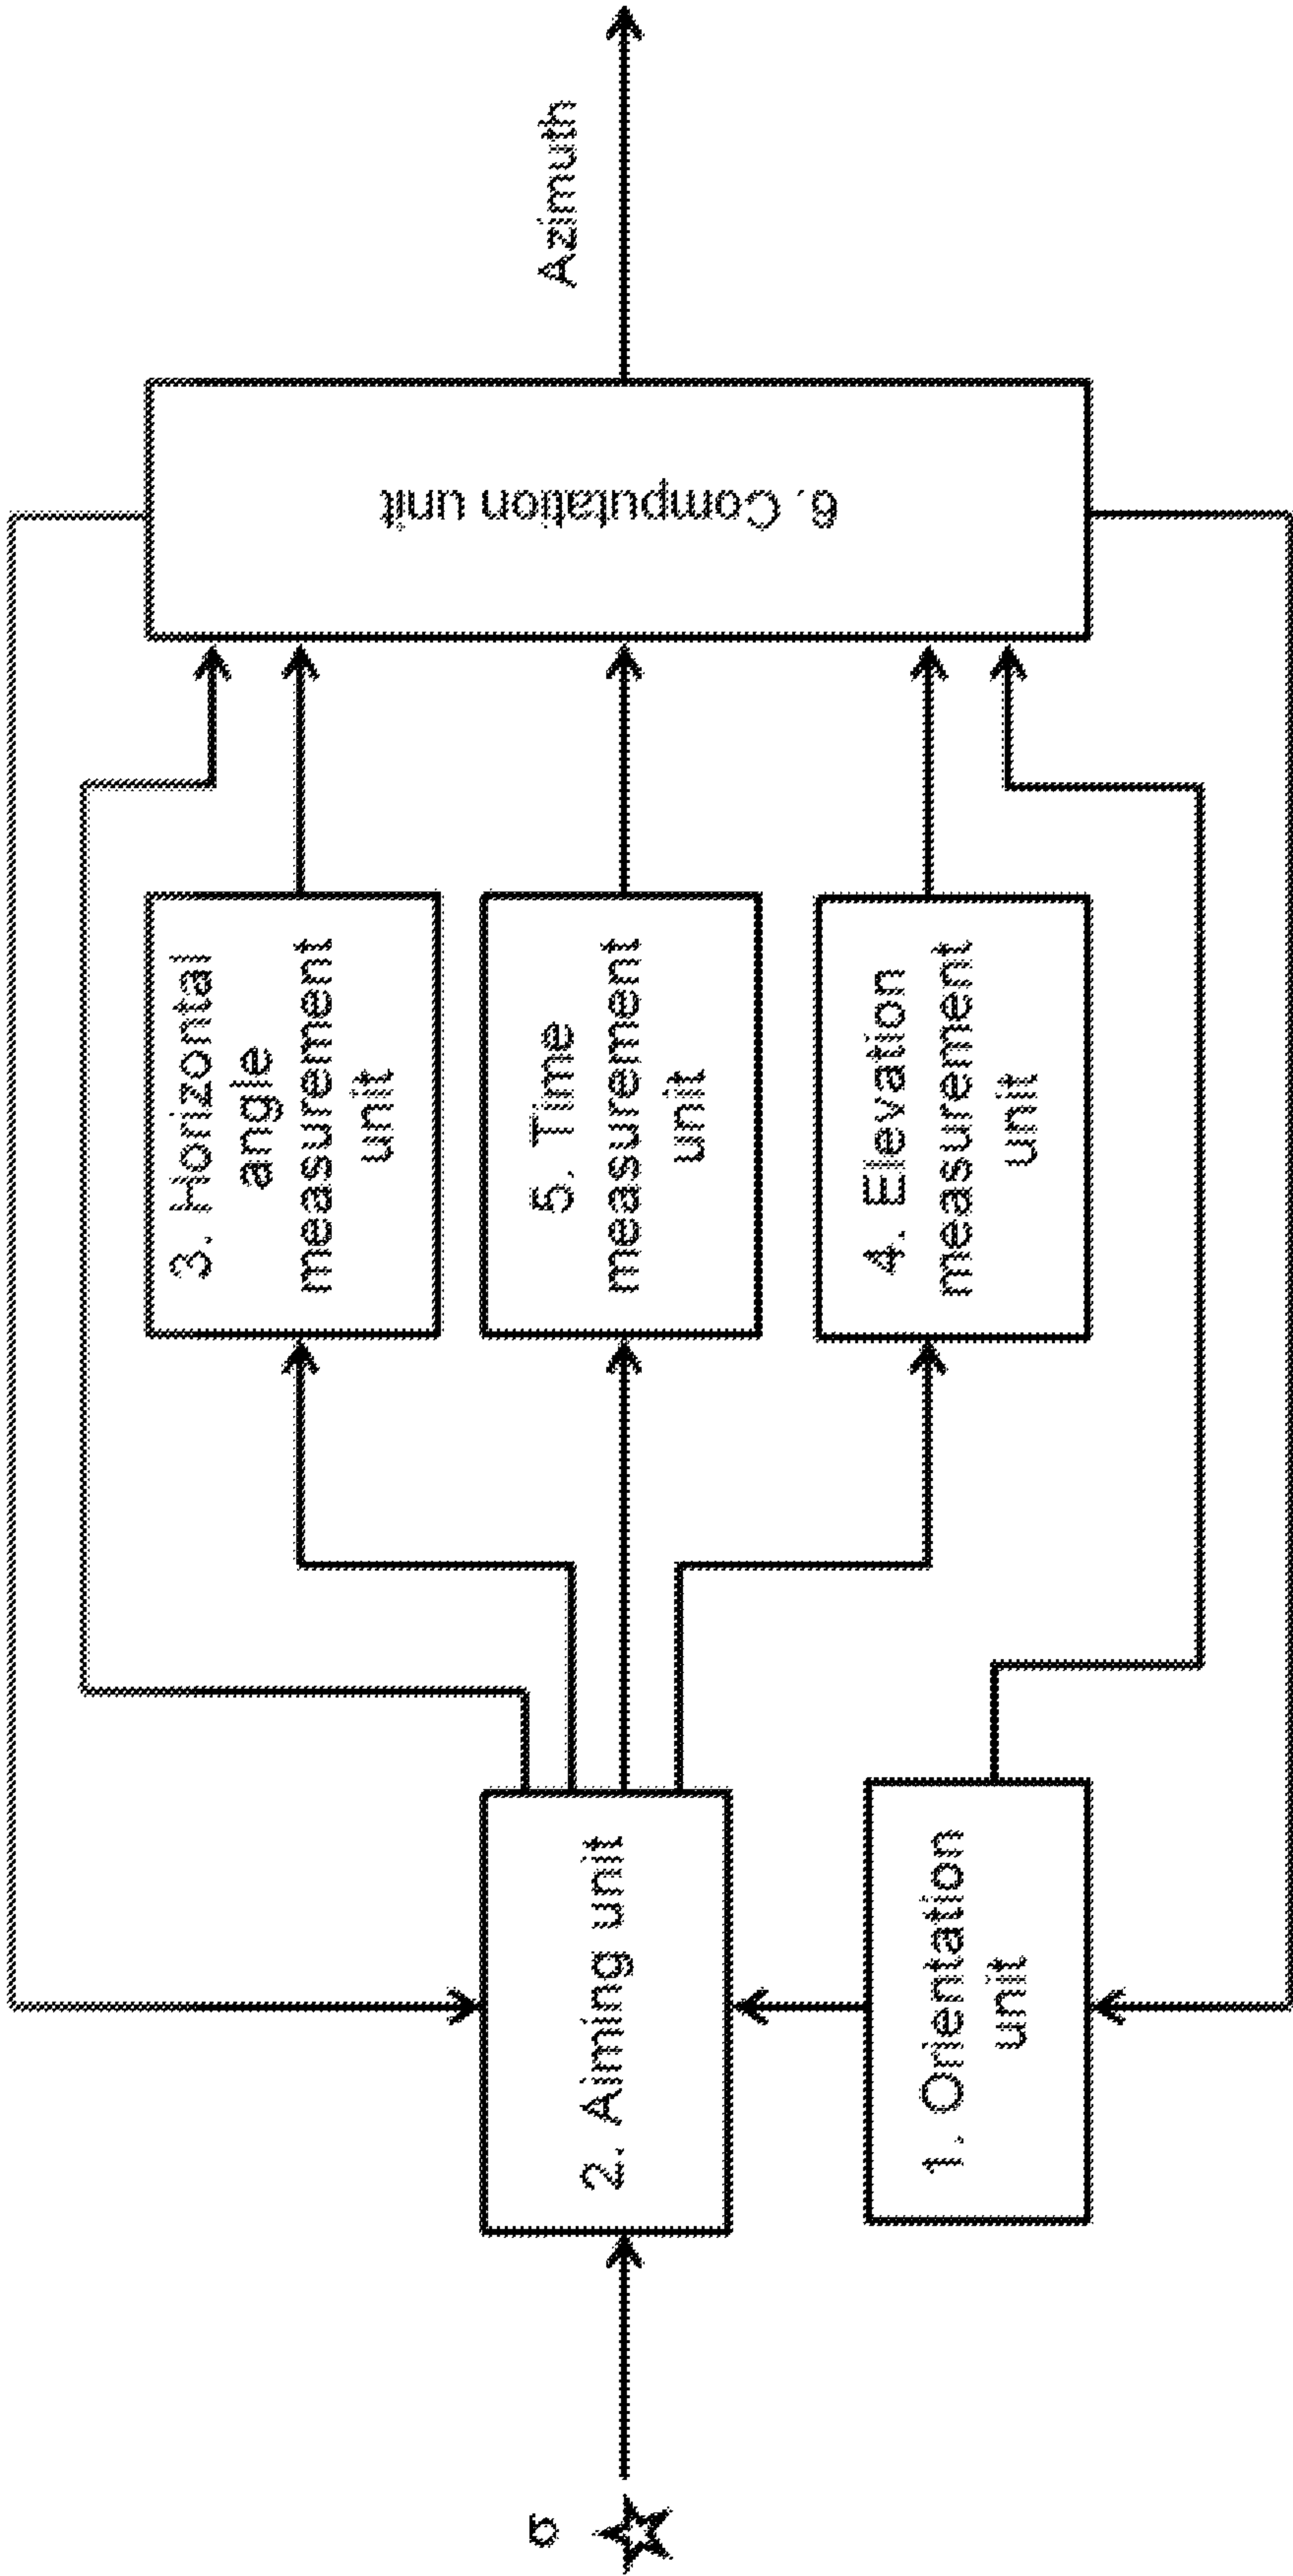 σ
2. Aiming unit
1. Orientation
unit
3. Horizontal
angle
measurement
unit
5. Time
measurement
unit
4. Elevation
measurement
unit
6. Computation unit
Azimuth